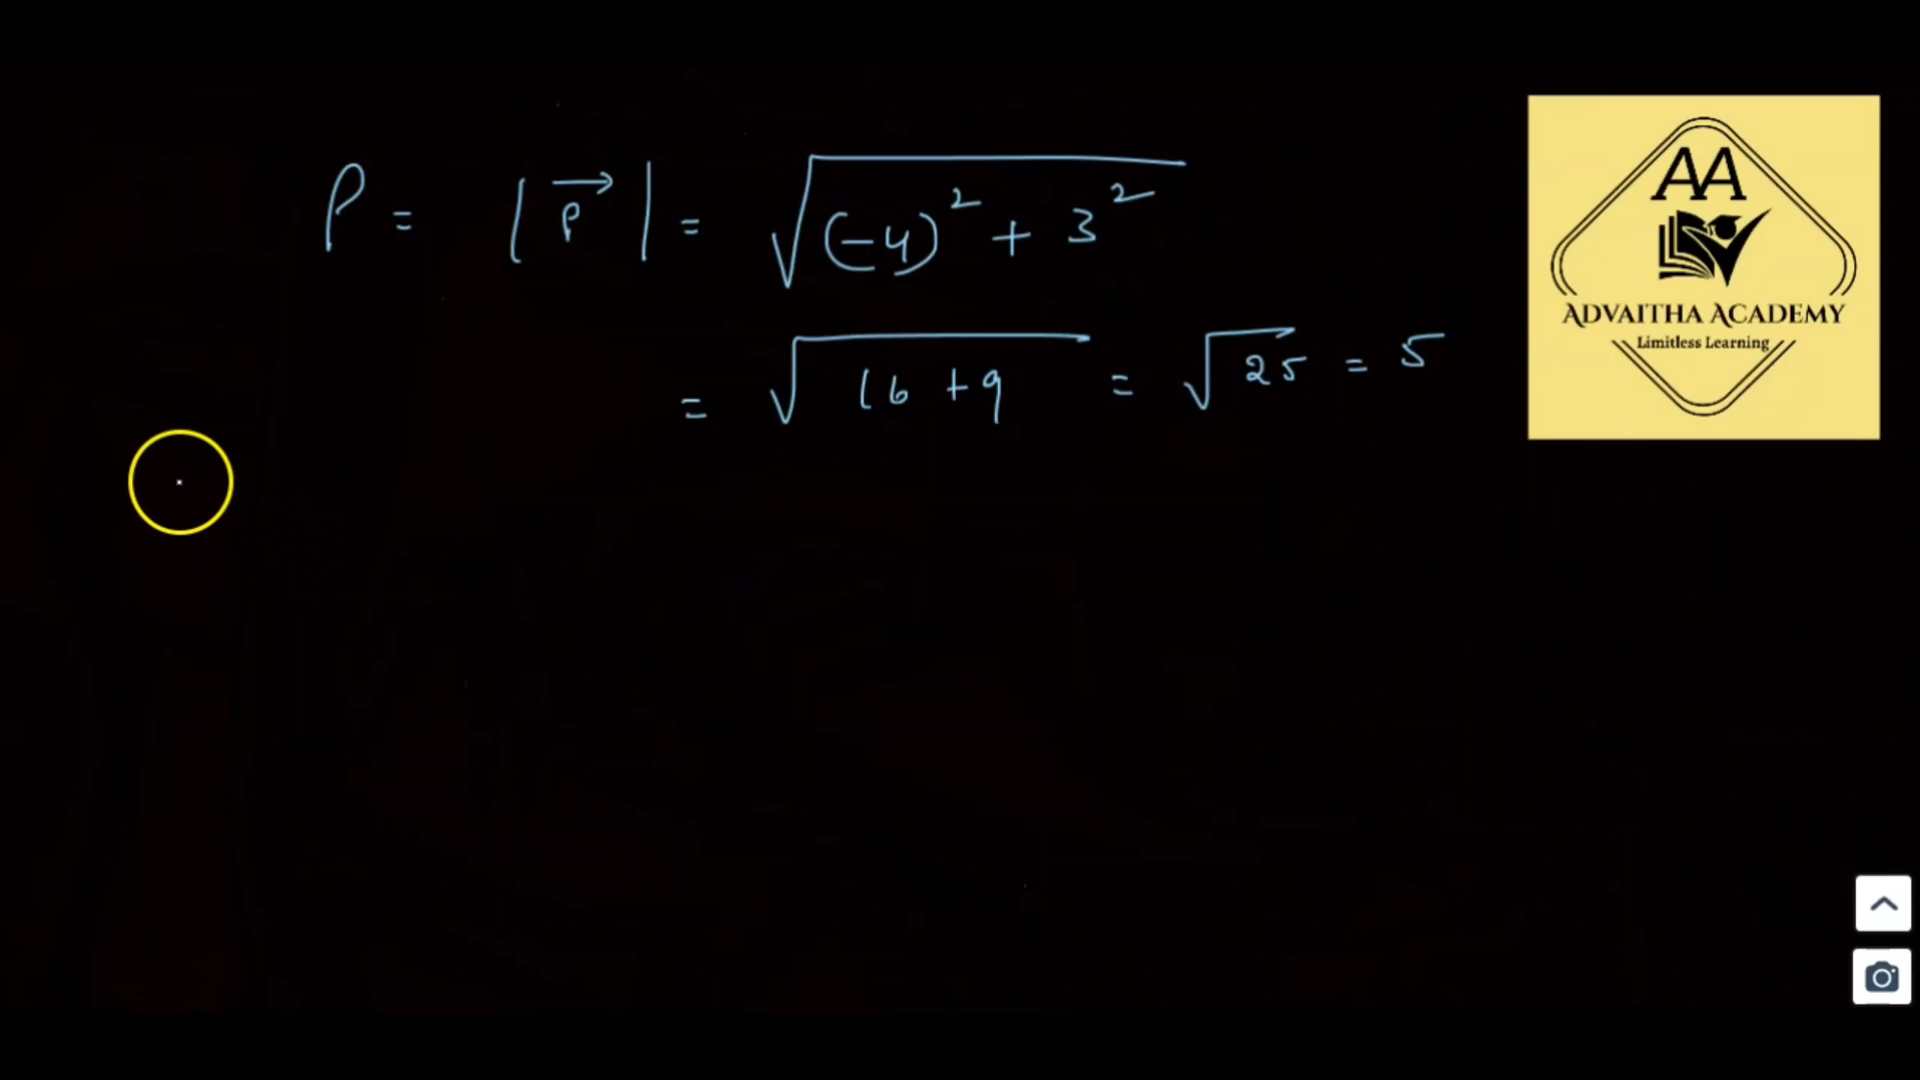 P = |P⃗| = √((-4)² + 3²)
= √(16 + 9) = √25 = 5
AA
ADVAITHA ACADEMY
Limitless Learning